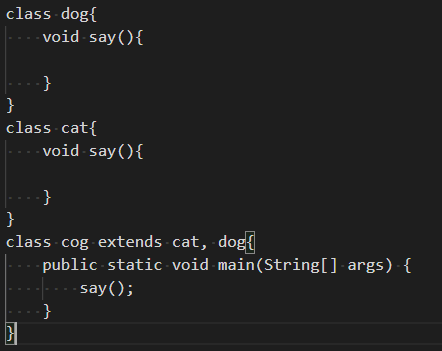 class dog{
    void say(){

    }
}
class cat{
    void say(){

    }
}
class cog extends cat, dog{
    public static void main(String[] args) {
        say();
    }
}